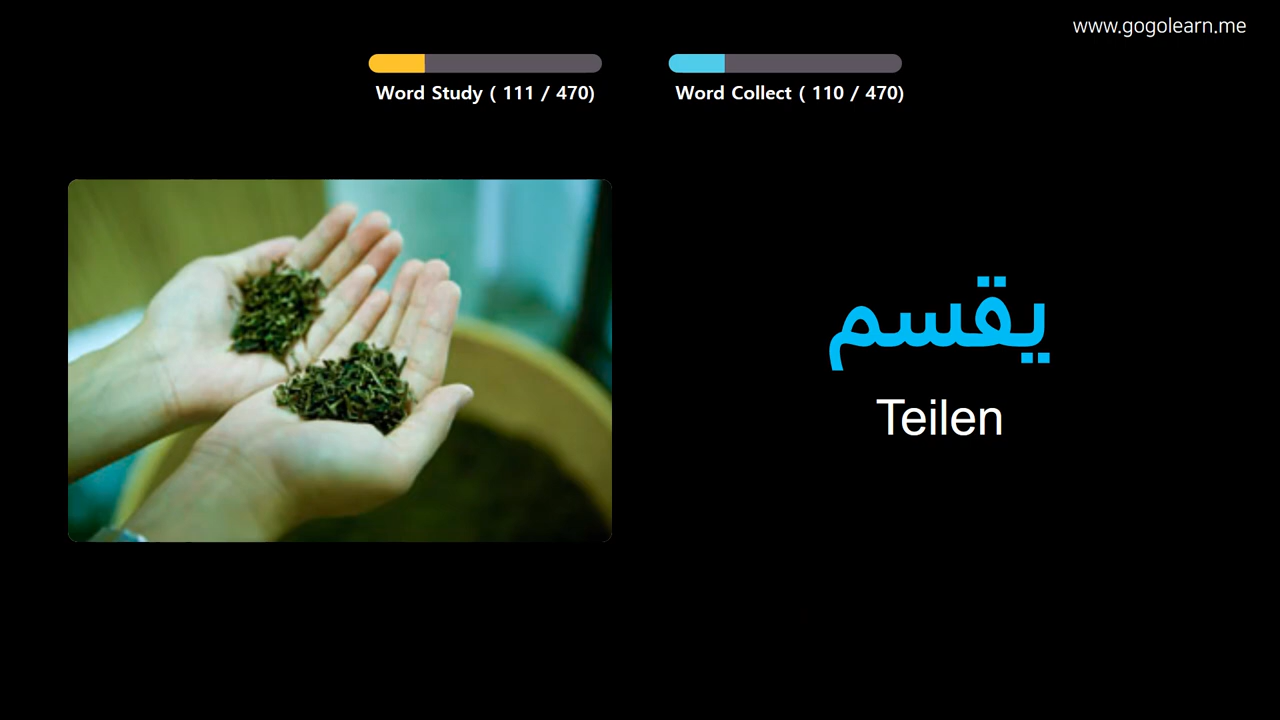 www.gogolearn.me
Word Study ( 111 / 470)
Word Collect ( 110 / 470)
يقسم
Teilen